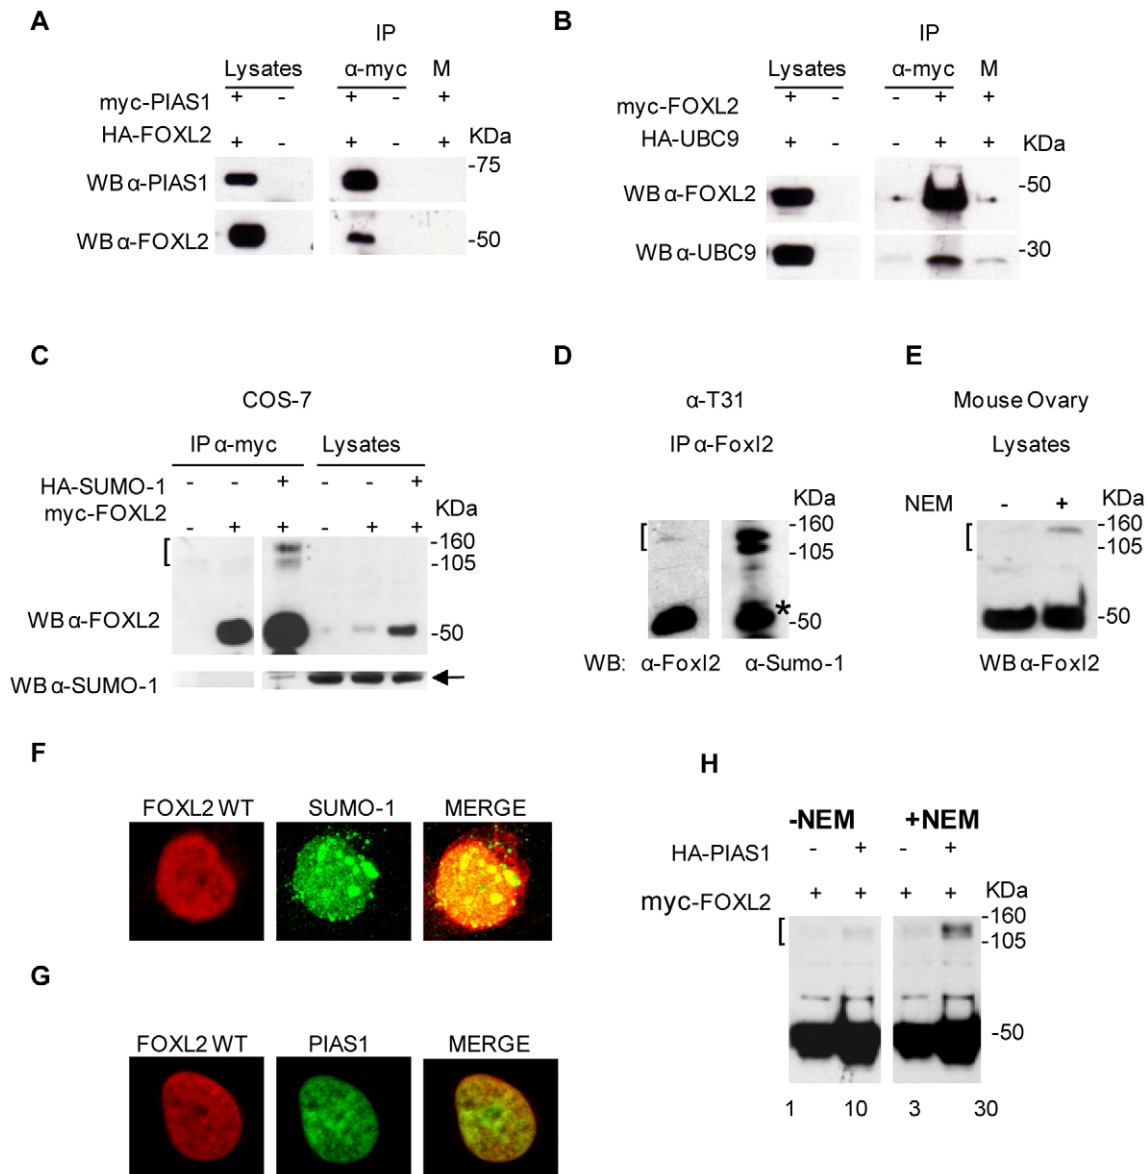 A
IP
Lysates α-myc M
myc-PIAS1 + - + - +
HA-FOXL2 + - + - + KDa
WB α-PIAS1 -75
WB α-FOXL2 -50
B
IP
Lysates α-myc M
myc-FOXL2 + - - + +
HA-UBC9 + - + + KDa
WB α-FOXL2 -50
WB α-UBC9 -30
C
COS-7
IP α-myc Lysates
HA-SUMO-1 - - + - - +
myc-FOXL2 - + + - + + KDa
[ -160
-105
WB α-FOXL2 -50
WB α-SUMO-1
D
α-T31
IP α-Foxl2
KDa
[ -160
-105
* -50
WB: α-Foxl2 α-Sumo-1
E
Mouse Ovary
Lysates
NEM - + KDa
[ -160
-105
-50
WB α-Foxl2
F
FOXL2 WT SUMO-1 MERGE
G
FOXL2 WT PIAS1 MERGE
H
-NEM +NEM
HA-PIAS1 - + - +
myc-FOXL2 + + + + KDa
[ -160
-105
-50
1 10 3 30